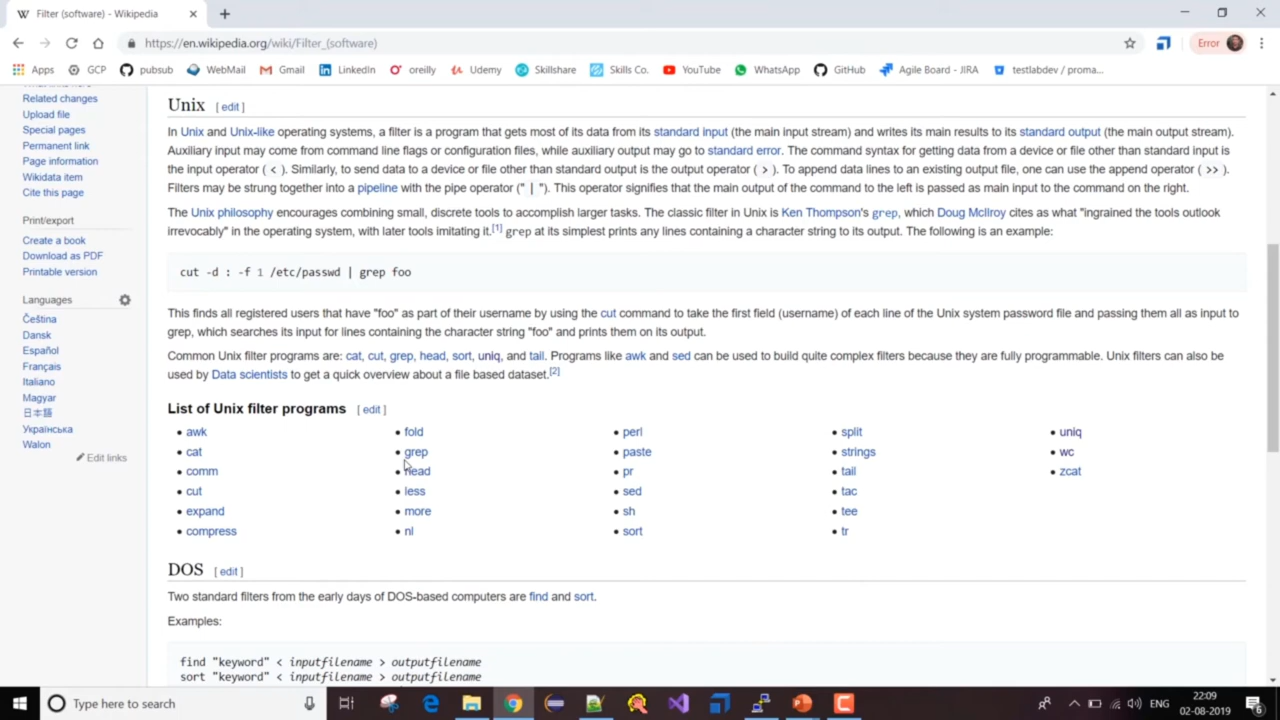 W Filter (software) - Wikipedia
https://en.wikipedia.org/wiki/Filter_(software)
Error
Apps GCP pubsub WebMail Gmail LinkedIn oreilly Udemy Skillshare Skills Co. YouTube WhatsApp GitHub Agile Board - JIRA testlabdev / proma...
Related changes
Upload file
Special pages
Permanent link
Page information
Wikidata item
Cite this page
Print/export
Create a book
Download as PDF
Printable version
Languages
Čeština
Dansk
Español
Français
Italiano
Magyar
日本語
Українська
Walon
Edit links
Unix [ edit ]
In Unix and Unix-like operating systems, a filter is a program that gets most of its data from its standard input (the main input stream) and writes its main results to its standard output (the main output stream).
Auxiliary input may come from command line flags or configuration files, while auxiliary output may go to standard error. The command syntax for getting data from a device or file other than standard input is
the input operator ( < ). Similarly, to send data to a device or file other than standard output is the output operator ( > ). To append data lines to an existing output file, one can use the append operator ( >> ).
Filters may be strung together into a pipeline with the pipe operator (" | "). This operator signifies that the main output of the command to the left is passed as main input to the command on the right.
The Unix philosophy encourages combining small, discrete tools to accomplish larger tasks. The classic filter in Unix is Ken Thompson's grep, which Doug McIlroy cites as what "ingrained the tools outlook
irrevocably" in the operating system, with later tools imitating it.[1] grep at its simplest prints any lines containing a character string to its output. The following is an example:
cut -d : -f 1 /etc/passwd | grep foo
This finds all registered users that have "foo" as part of their username by using the cut command to take the first field (username) of each line of the Unix system password file and passing them all as input to
grep, which searches its input for lines containing the character string "foo" and prints them on its output.
Common Unix filter programs are: cat, cut, grep, head, sort, uniq, and tail. Programs like awk and sed can be used to build quite complex filters because they are fully programmable. Unix filters can also be
used by Data scientists to get a quick overview about a file based dataset.[2]
List of Unix filter programs [ edit ]
awk
cat
comm
cut
expand
compress
fold
grep
head
less
more
nl
perl
paste
pr
sed
sh
sort
split
strings
tail
tac
tee
tr
uniq
wc
zcat
DOS [ edit ]
Two standard filters from the early days of DOS-based computers are find and sort.
Examples:
find "keyword" < inputfilename > outputfilename
sort "keyword" < inputfilename > outputfilename
Type here to search
ENG
22:09
02-08-2019
6